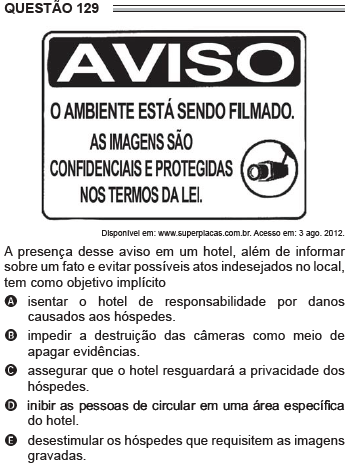 QUESTÃO 129
AVISO
O AMBIENTE ESTÁ SENDO FILMADO.
AS IMAGENS SÃO
CONFIDENCIAIS E PROTEGIDAS
NOS TERMOS DA LEI.
Disponível em: www.superplacas.com.br. Acesso em: 3 ago. 2012.
A presença desse aviso em um hotel, além de informar
sobre um fato e evitar possíveis atos indesejados no local,
tem como objetivo implícito
A isentar o hotel de responsabilidade por danos
causados aos hóspedes.
B impedir a destruição das câmeras como meio de
apagar evidências.
C assegurar que o hotel resguardará a privacidade dos
hóspedes.
D inibir as pessoas de circular em uma área específica
do hotel.
E desestimular os hóspedes que requisitem as imagens
gravadas.